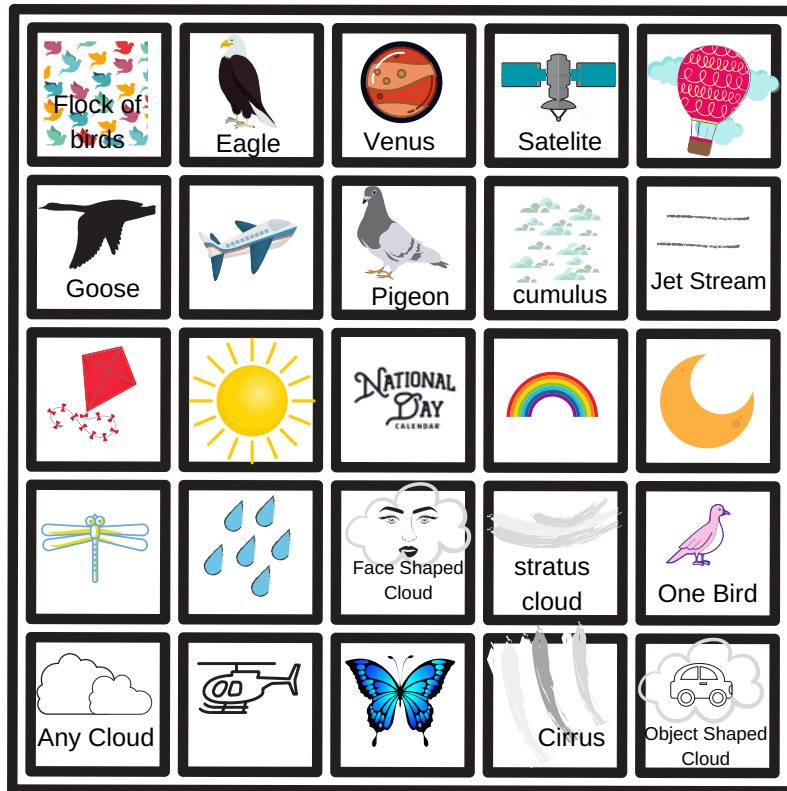 Flock of
birds
Eagle
Venus
Satelite
Goose
Pigeon
cumulus
Jet Stream
NATIONAL
DAY
CALENDAR
Face Shaped
Cloud
stratus
cloud
One Bird
Any Cloud
Cirrus
Object Shaped
Cloud